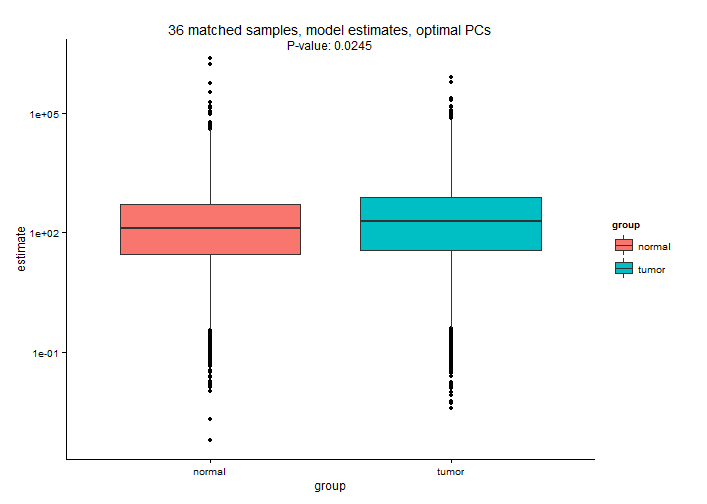 36 matched samples, model estimates, optimal PCs
P-value: 0.0245
1e+05
1e+02
1e-01
estimate
normal
tumor
group
group
normal
tumor